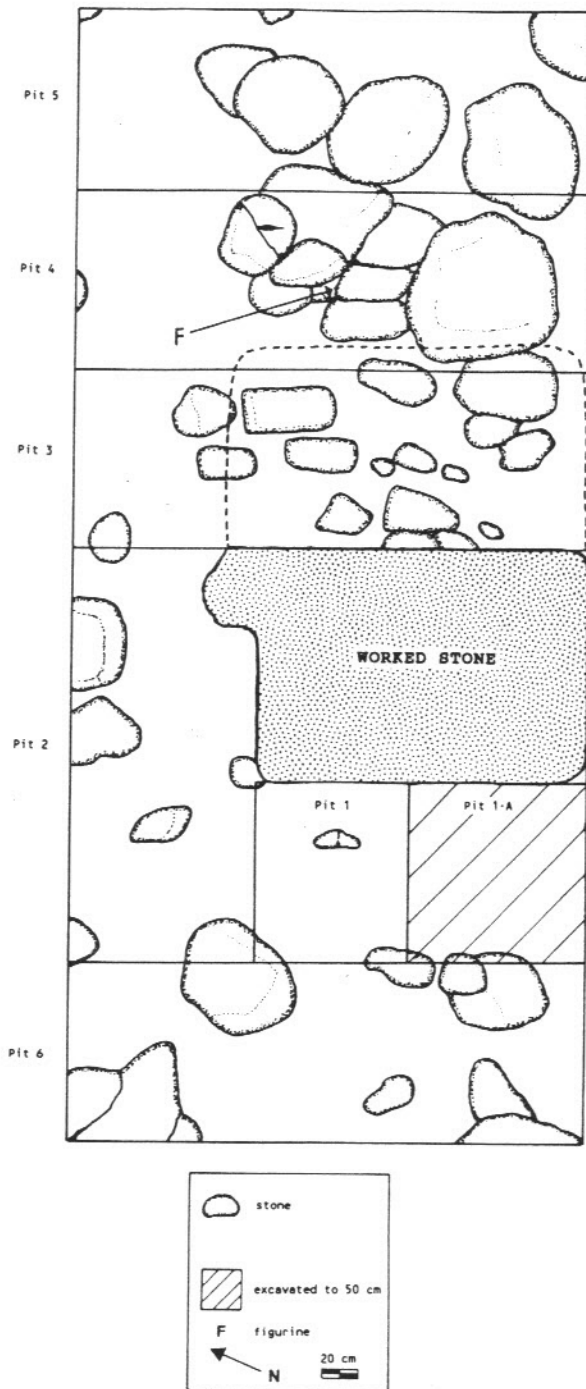 Pit 5
Pit 4
F
Pit 3
WORKED STONE
Pit 2
Pit 1
Pit 1-A
Pit 6
stone
excavated to 50 cm
F figurine
N 20 cm